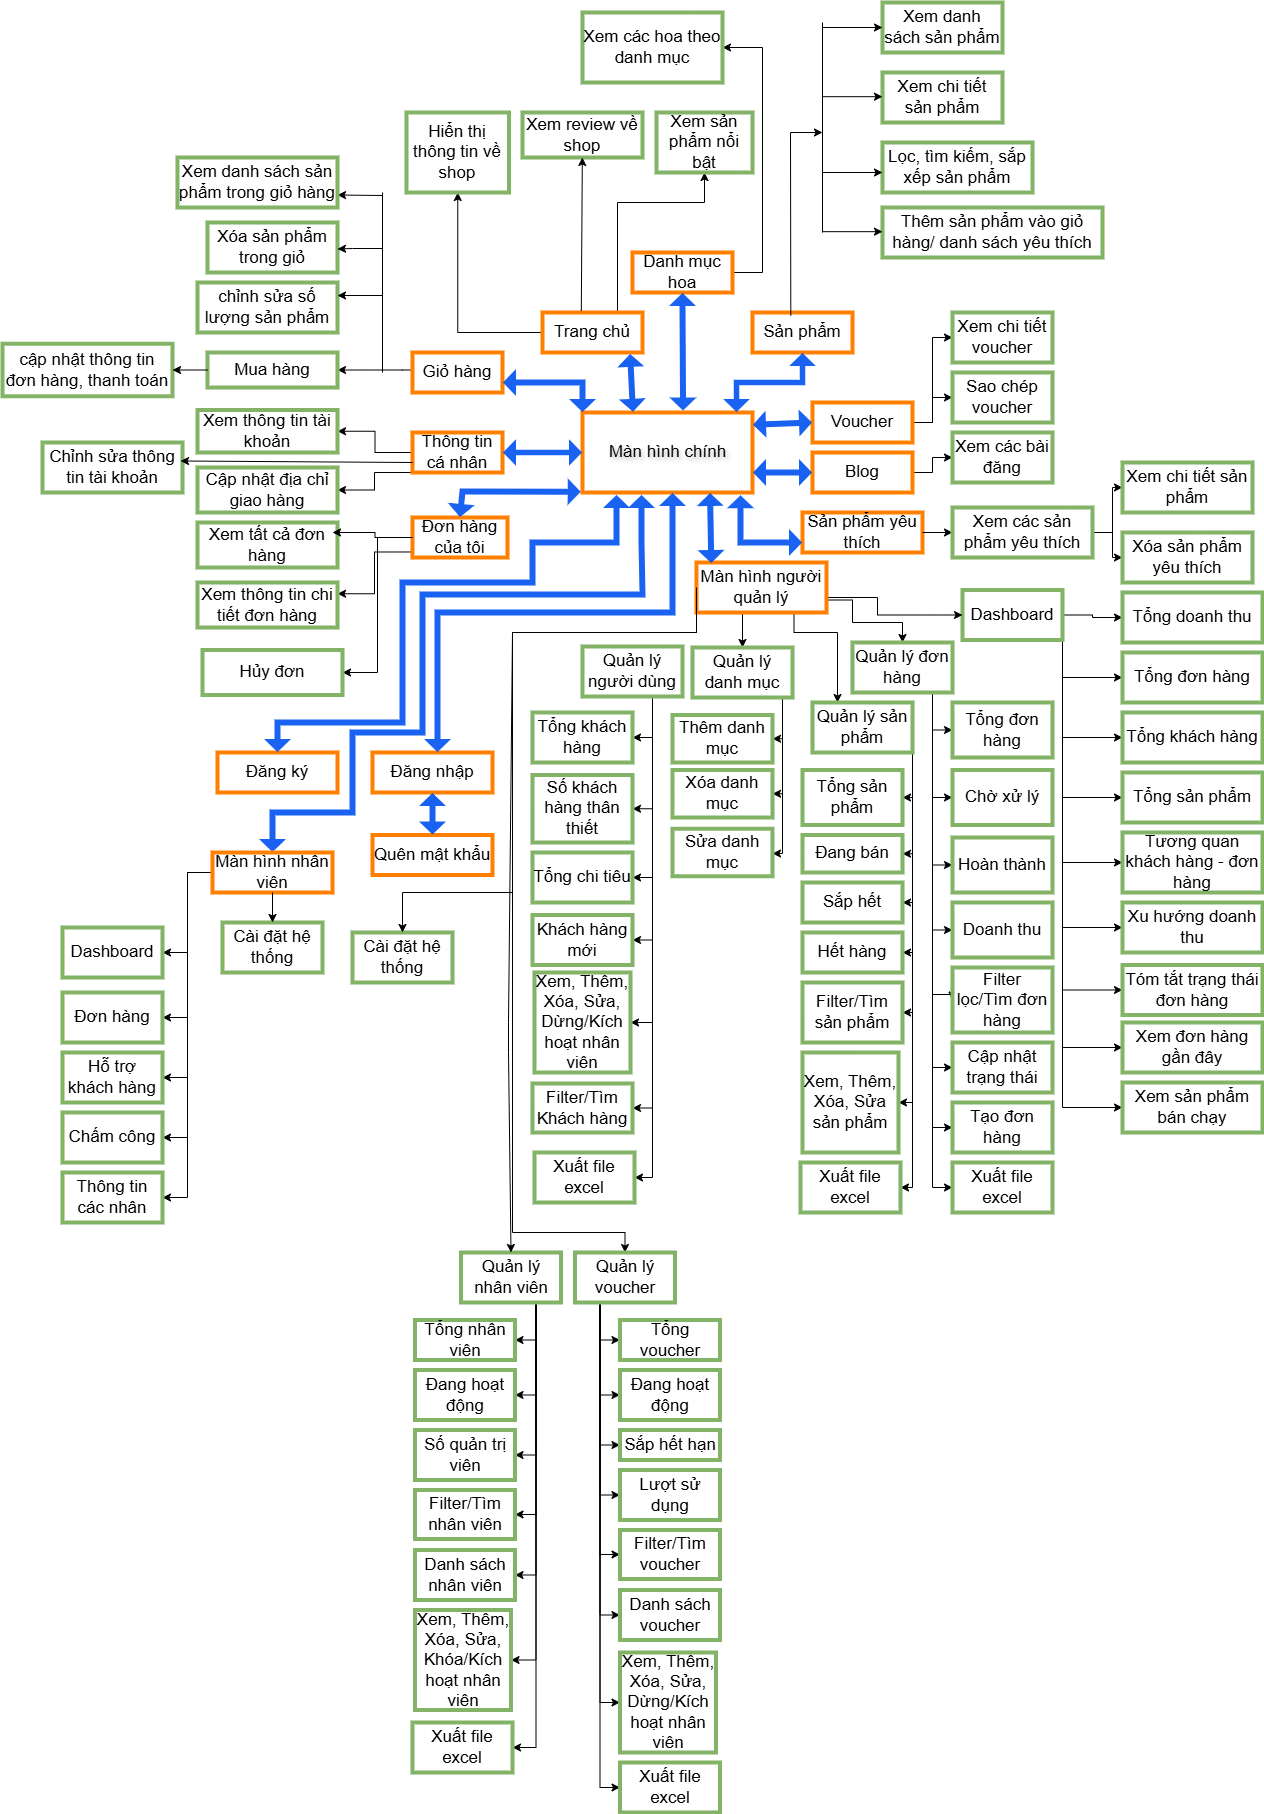 Xem danh
sách sản phẩm
Xem các hoa theo
danh mục
Xem chi tiết
sản phẩm
Hiển thị
thông tin về
shop
Xem review về
shop
Xem sản
phẩm nổi
bật
Lọc, tìm kiếm, sắp
xếp sản phẩm
Xem danh sách sản
phẩm trong giỏ hàng
Thêm sản phẩm vào giỏ
hàng/ danh sách yêu thích
Xóa sản phẩm
trong giỏ
Danh mục
hoa
chỉnh sửa số
lượng sản phẩm
Trang chủ
Sản phẩm
Xem chi tiết
voucher
cập nhật thông tin
đơn hàng, thanh toán
Mua hàng
Giỏ hàng
Sao chép
voucher
Xem thông tin tài
khoản
Thông tin
cá nhân
Màn hình chính
Voucher
Chỉnh sửa thông
tin tài khoản
Blog
Xem các bài
đăng
Cập nhật địa chỉ
giao hàng
Xem chi tiết sản
phẩm
Xem tất cả đơn
hàng
Đơn hàng
của tôi
Sản phẩm yêu
thích
Xem các sản
phẩm yêu thích
Xóa sản phẩm
yêu thích
Xem thông tin chi
tiết đơn hàng
Màn hình người
quản lý
Dashboard
Tổng doanh thu
Hủy đơn
Quản lý
người dùng
Quản lý
danh mục
Quản lý đơn
hàng
Tổng đơn hàng
Tổng khách
hàng
Thêm danh
mục
Quản lý sản
phẩm
Tổng đơn
hàng
Tổng khách hàng
Đăng ký
Đăng nhập
Số khách
hàng thân
thiết
Xóa danh
mục
Tổng sản
phẩm
Chờ xử lý
Tổng sản phẩm
Quên mật khẩu
Sửa danh
mục
Đang bán
Hoàn thành
Tương quan
khách hàng - đơn
hàng
Màn hình nhân
viên
Tổng chi tiêu
Sắp hết
Doanh thu
Xu hướng doanh
thu
Dashboard
Cài đặt hệ
thống
Cài đặt hệ
thống
Khách hàng
mới
Hết hàng
Filter
lọc/Tìm đơn
hàng
Tóm tắt trạng thái
đơn hàng
Đơn hàng
Xem, Thêm,
Xóa, Sửa,
Dừng/Kích
hoạt nhân
viên
Filter/Tìm
sản phẩm
Cập nhật
trạng thái
Xem đơn hàng
gần đây
Hỗ trợ
khách hàng
Filter/Tìm
Khách hàng
Xem, Thêm,
Xóa, Sửa
sản phẩm
Tạo đơn
hàng
Xem sản phẩm
bán chạy
Chấm công
Xuất file
excel
Xuất file
excel
Xuất file
excel
Thông tin
các nhân
Quản lý
nhân viên
Quản lý
voucher
Tổng nhân
viên
Tổng
voucher
Đang hoạt
động
Đang hoạt
động
Số quản trị
viên
Sắp hết hạn
Filter/Tìm
nhân viên
Lượt sử
dụng
Danh sách
nhân viên
Filter/Tìm
voucher
Xem, Thêm,
Xóa, Sửa,
Khóa/Kích
hoạt nhân
viên
Danh sách
voucher
Xuất file
excel
Xem, Thêm,
Xóa, Sửa,
Dừng/Kích
hoạt nhân
viên
Xuất file
excel